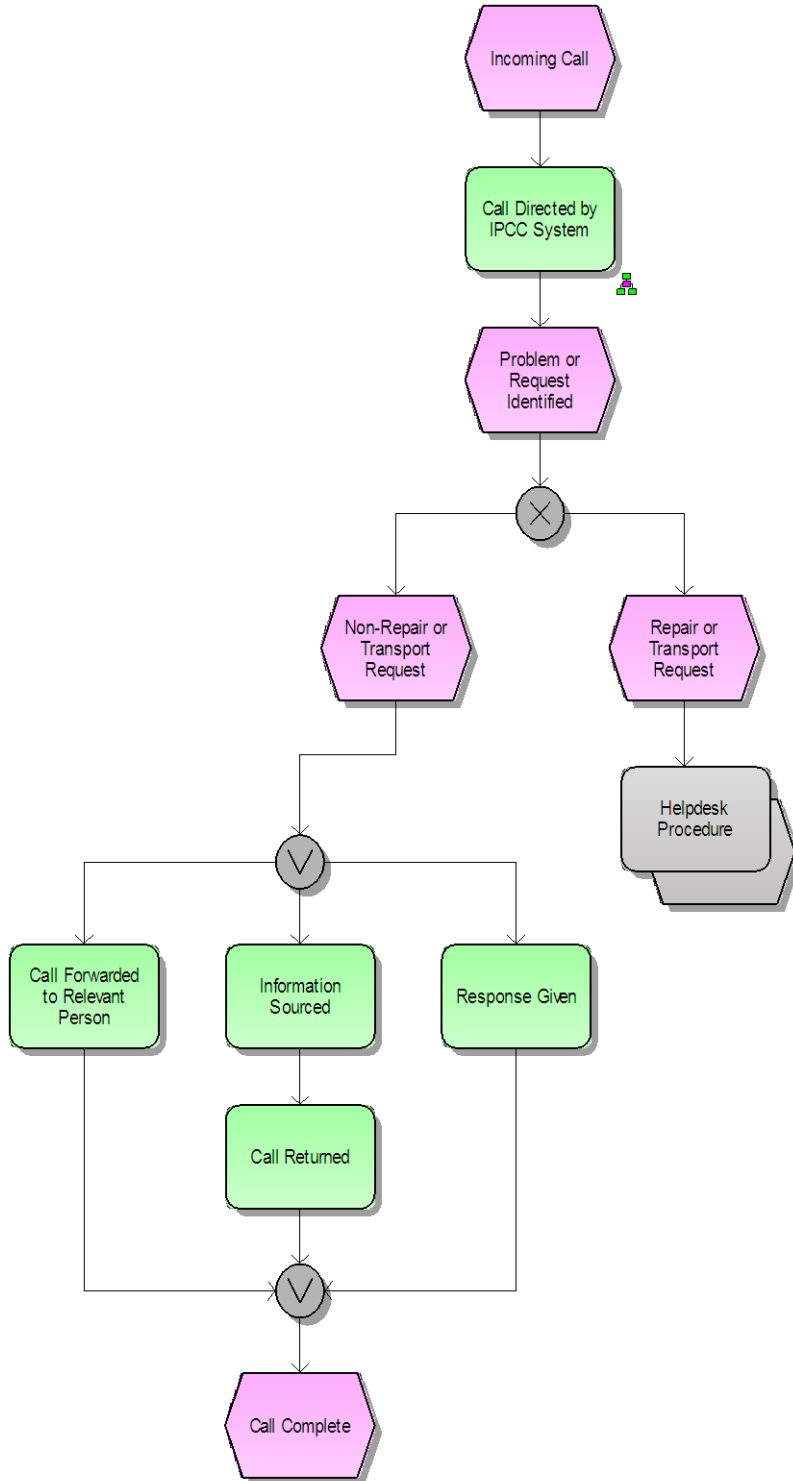 Incoming Call
Call Directed by
IPCC System
Problem or
Request
Identified
Non-Repair or
Transport
Request
Repair or
Transport
Request
Helpdesk
Procedure
Call Forwarded
to Relevant
Person
Information
Sourced
Response Given
Call Returned
Call Complete